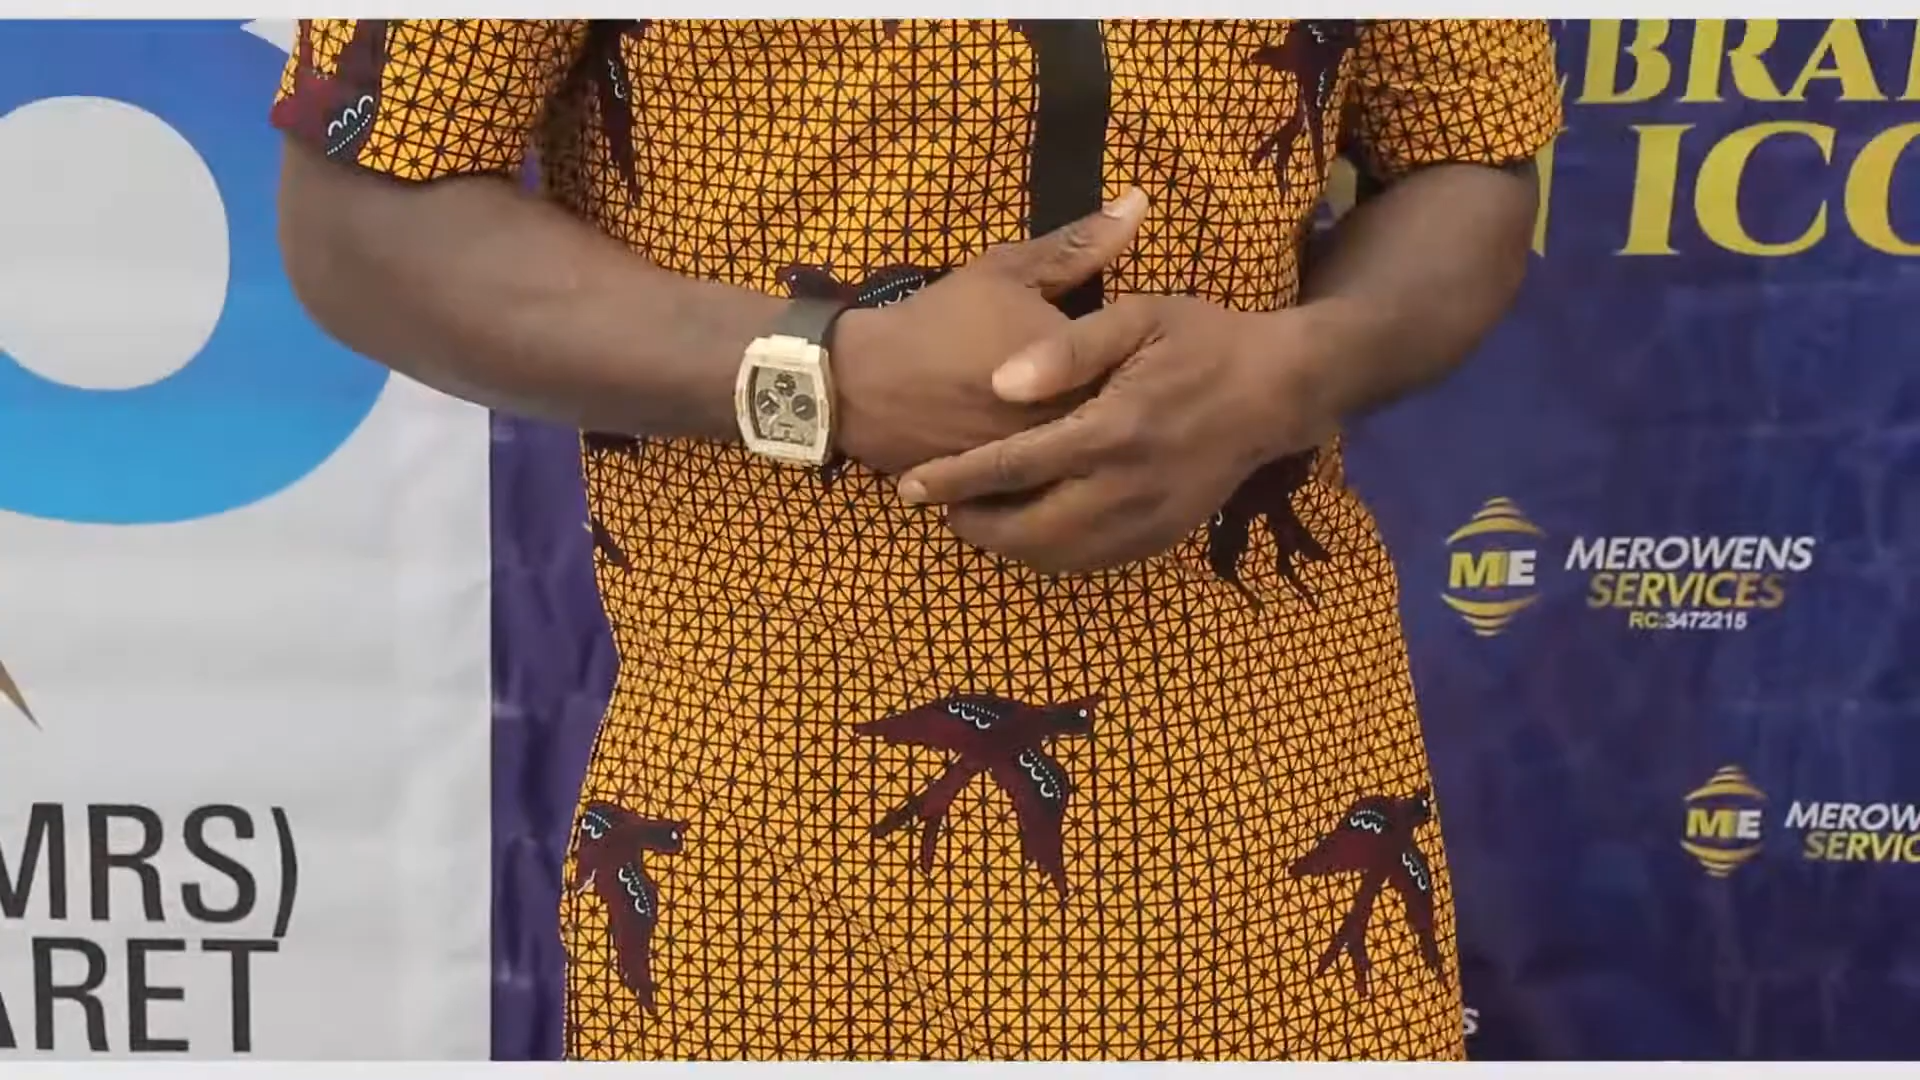 MRS)
ARET
BRA
ICO
ME MEROWENS
SERVICES
RC:3472215
ME MEROW
SERVIC
S